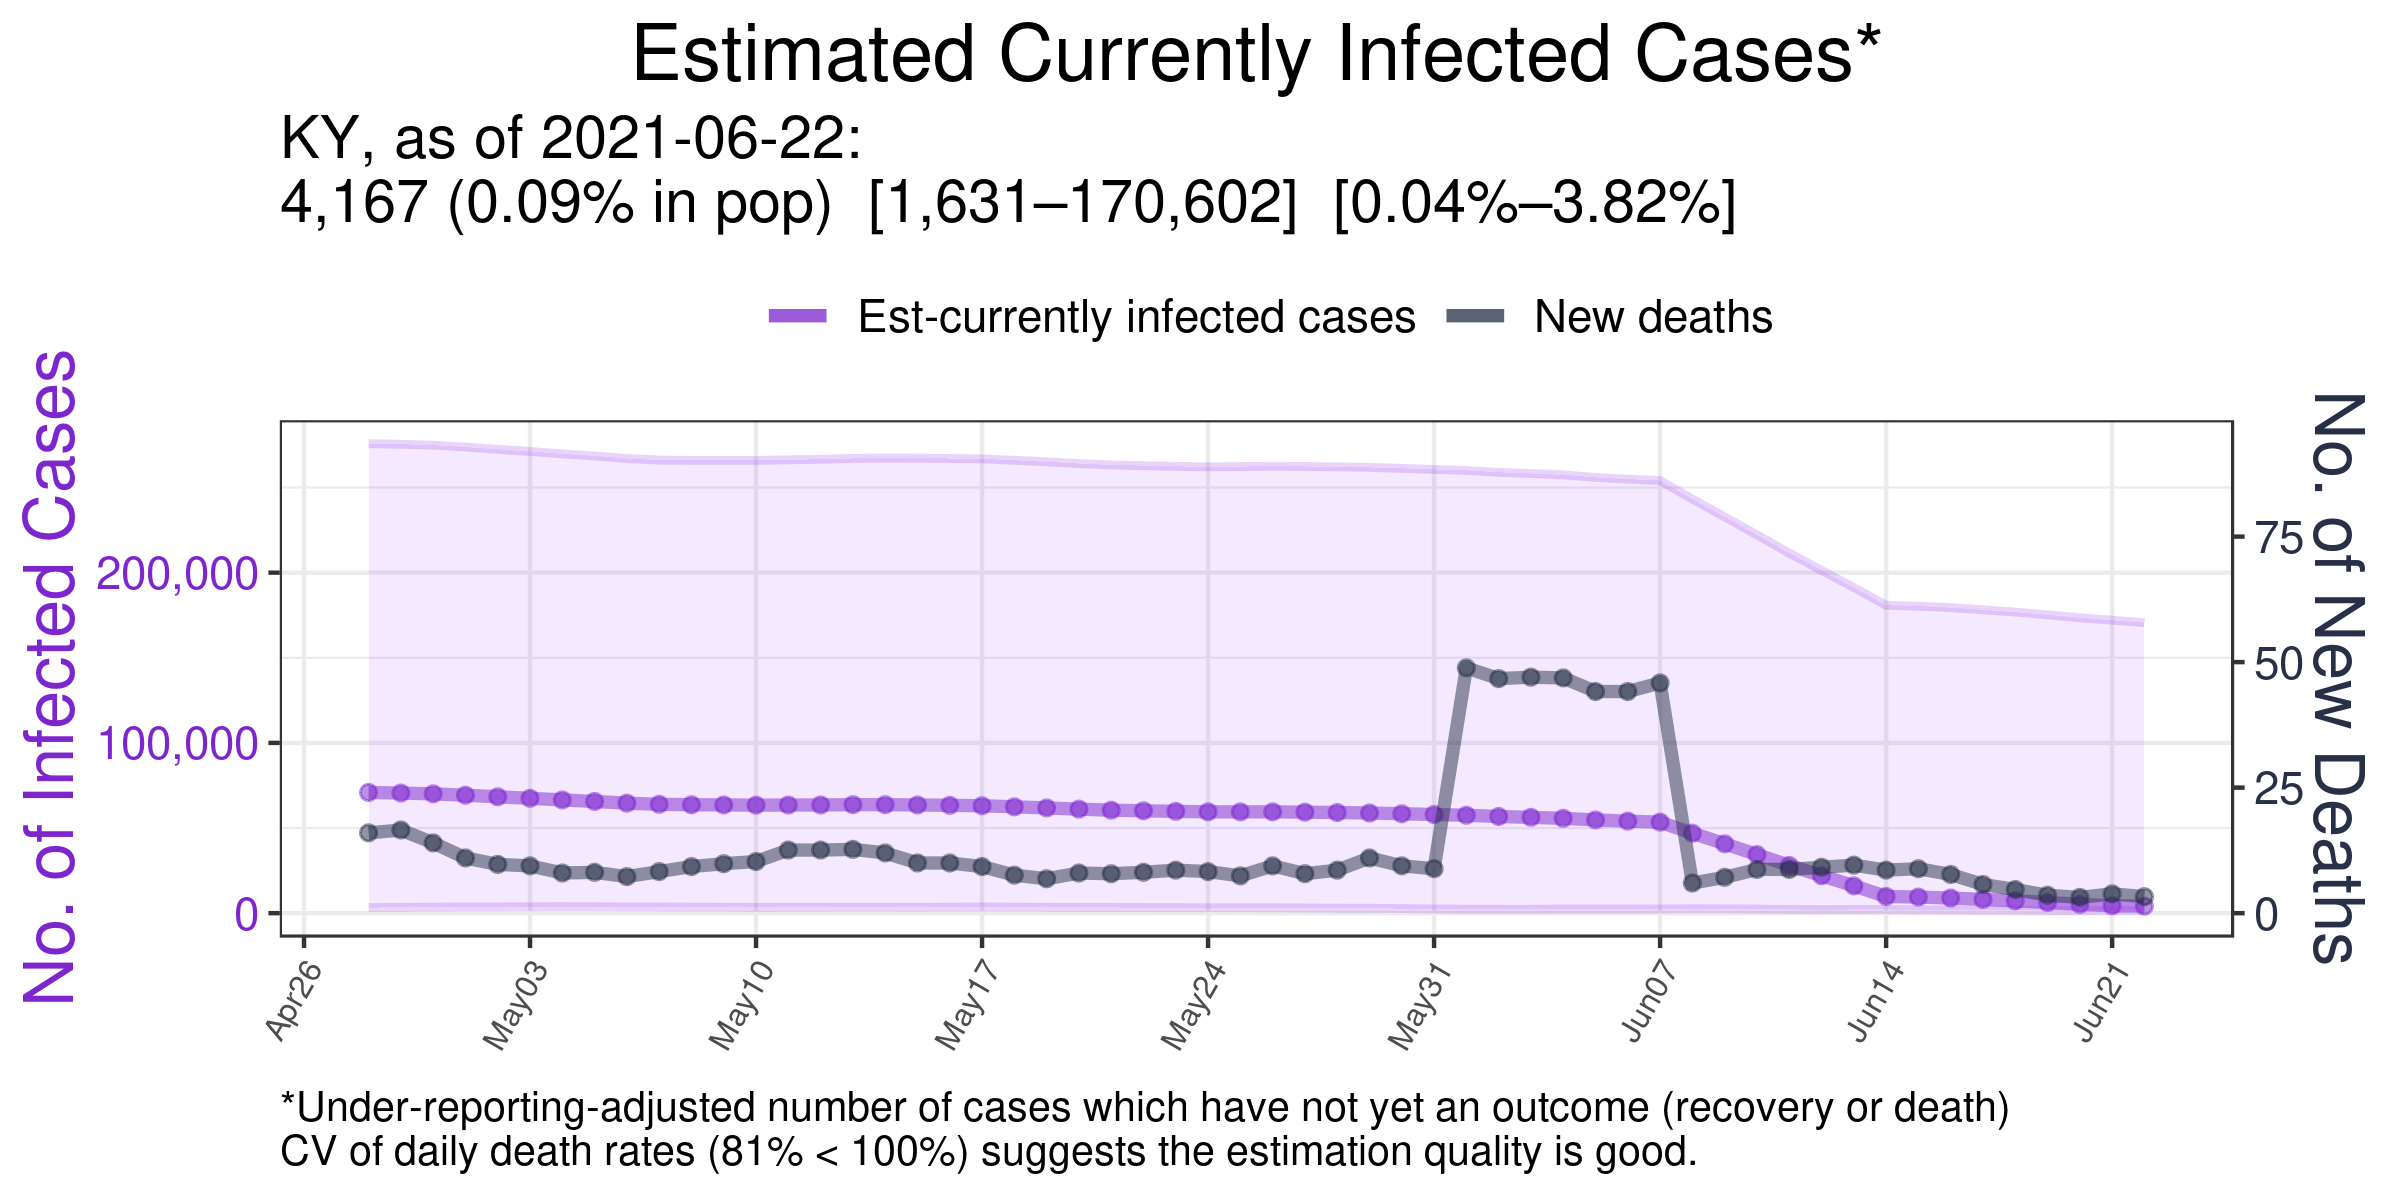 Estimated Currently Infected Cases*
KY, as of 2021-06-22:
4,167 (0.09% in pop)  [1,631–170,602]  [0.04%–3.82%]
Est-currently infected cases
New deaths
No. of Infected Cases
200,000
100,000
0
75
50
25
0
No. of New Deaths
Apr26
May03
May10
May17
May24
May31
Jun07
Jun14
Jun21
*Under-reporting-adjusted number of cases which have not yet an outcome (recovery or death)
CV of daily death rates (81% < 100%) suggests the estimation quality is good.